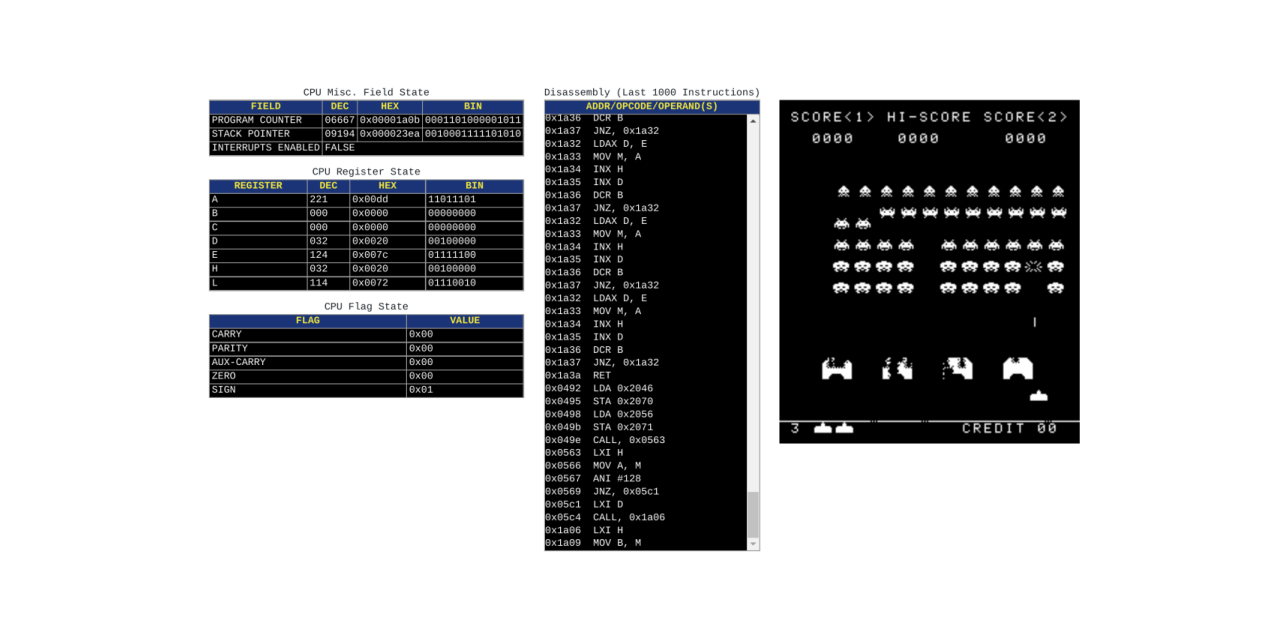 CPU Misc. Field State
FIELD DEC HEX BIN
PROGRAM COUNTER 06667 0x00001a0b 0001101000001011
STACK POINTER 09194 0x000023ea 0010001111101010
INTERRUPTS ENABLED FALSE
CPU Register State
REGISTER DEC HEX BIN
A 221 0x00dd 11011101
B 000 0x0000 00000000
C 000 0x0000 00000000
D 032 0x0020 00100000
E 124 0x007c 01111100
H 032 0x0020 00100000
L 114 0x0072 01110010
CPU Flag State
FLAG VALUE
CARRY 0x00
PARITY 0x00
AUX-CARRY 0x00
ZERO 0x00
SIGN 0x01
Disassembly (Last 1000 Instructions)
ADDR/OPCODE/OPERAND(S)
0x1a36 DCR B
0x1a37 JNZ, 0x1a32
0x1a32 LDAX D, E
0x1a33 MOV M, A
0x1a34 INX H
0x1a35 INX D
0x1a36 DCR B
0x1a37 JNZ, 0x1a32
0x1a32 LDAX D, E
0x1a33 MOV M, A
0x1a34 INX H
0x1a35 INX D
0x1a36 DCR B
0x1a37 JNZ, 0x1a32
0x1a32 LDAX D, E
0x1a33 MOV M, A
0x1a34 INX H
0x1a35 INX D
0x1a36 DCR B
0x1a37 JNZ, 0x1a32
0x1a3a RET
0x0492 LDA 0x2046
0x0495 STA 0x2070
0x0498 LDA 0x2056
0x049b STA 0x2071
0x049e CALL, 0x0563
0x0563 LXI H
0x0566 MOV A, M
0x0567 ANI #128
0x0569 JNZ, 0x05c1
0x05c1 LXI D
0x05c4 CALL, 0x1a06
0x1a06 LXI H
0x1a09 MOV B, M
SCORE<1> HI-SCORE SCORE<2>
0000 0000 0000
3 CREDIT 00